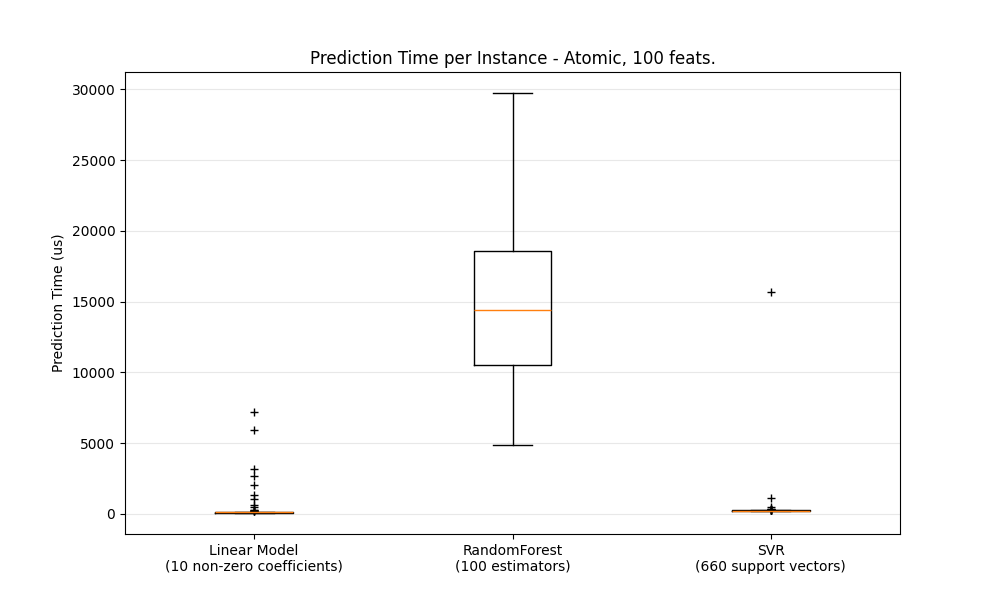 Prediction Time per Instance - Atomic, 100 feats.
30000
25000
20000
15000
10000
5000
0
Prediction Time (us)
Linear Model
(10 non-zero coefficients)
RandomForest
(100 estimators)
SVR
(660 support vectors)